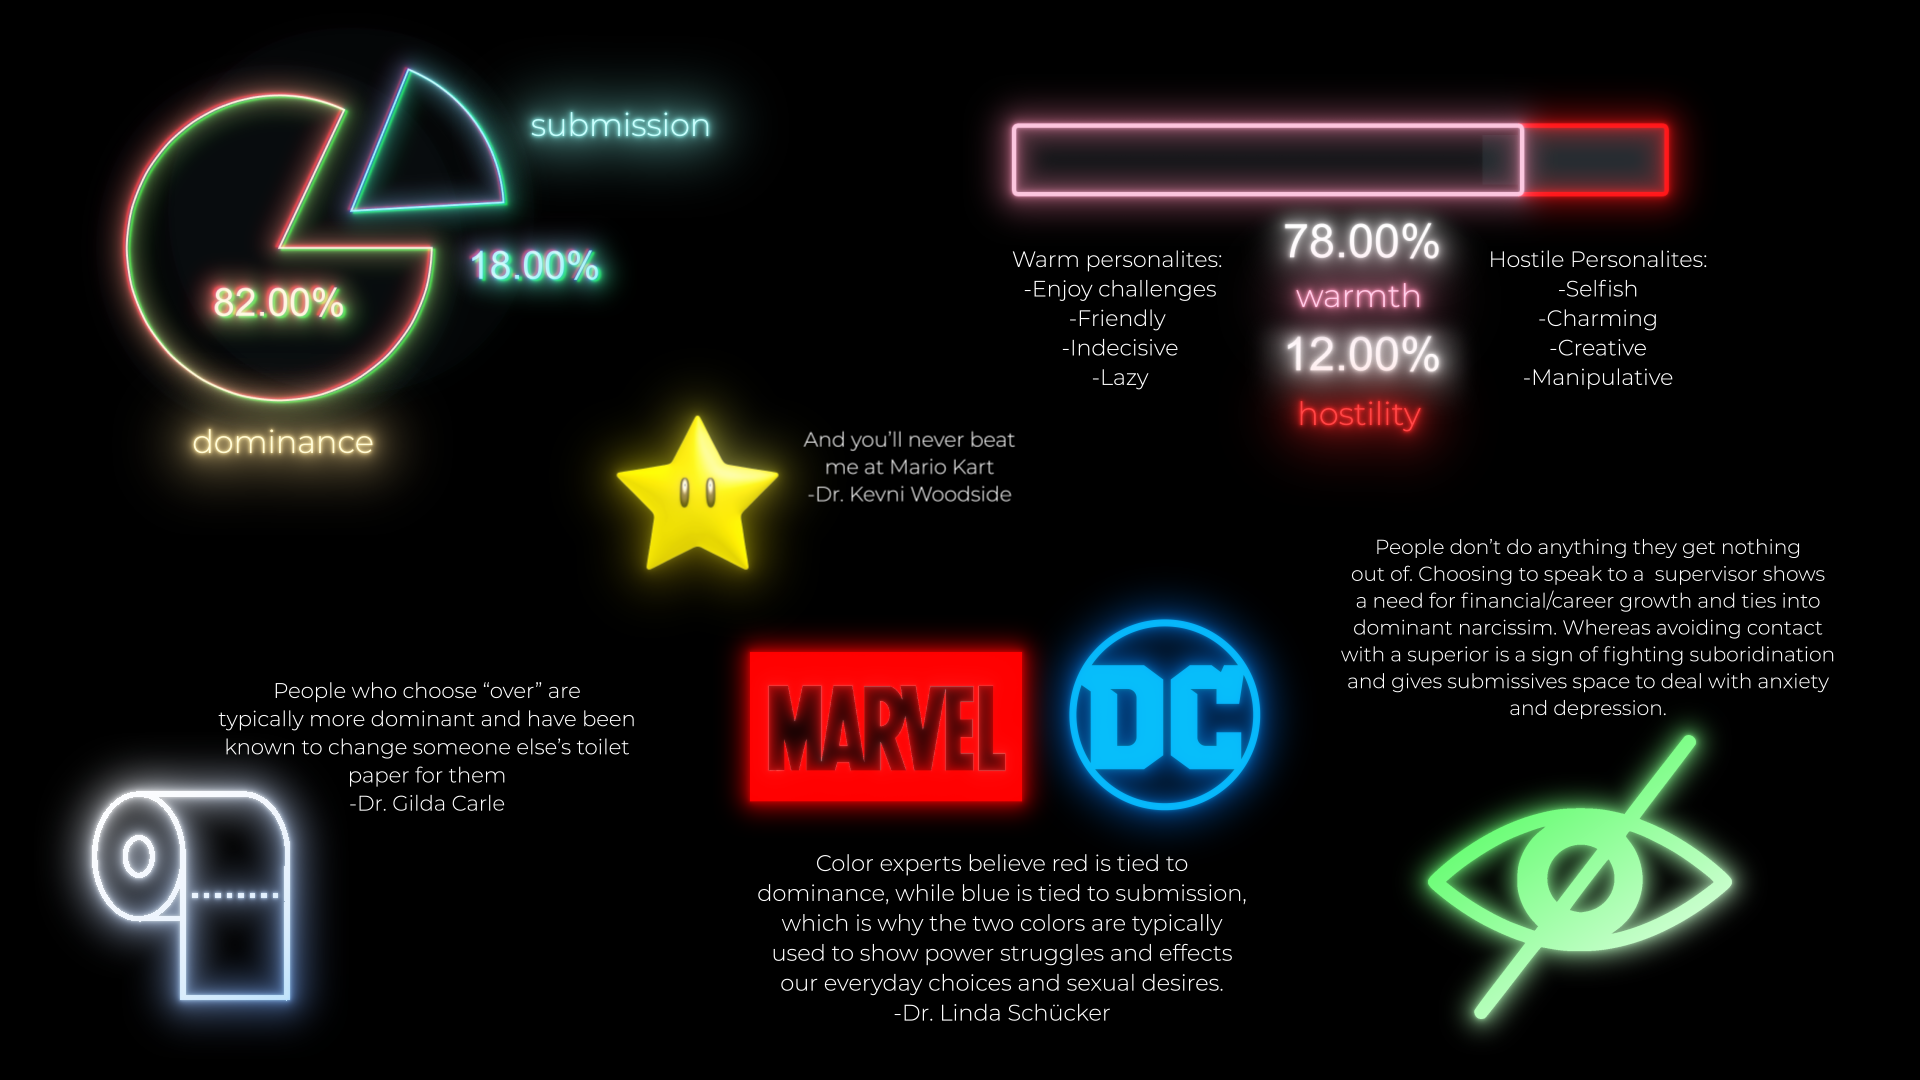 submission
18.00%
82.00%
dominance
78.00%
warmth
12.00%
hostility
Warm personalites:
-Enjoy challenges
-Friendly
-Indecisive
-Lazy
Hostile Personalites:
-Selfish
-Charming
-Creative
-Manipulative
And you'll never beat
me at Mario Kart
-Dr. Kevni Woodside
People don't do anything they get nothing
out of. Choosing to speak to a  supervisor shows
a need for financial/career growth and ties into
dominant narcissim. Whereas avoiding contact
with a superior is a sign of fighting suboridination
and gives submissives space to deal with anxiety
and depression.
People who choose “over” are
typically more dominant and have been
known to change someone else's toilet
paper for them
-Dr. Gilda Carle
MARVEL
DC
Color experts believe red is tied to
dominance, while blue is tied to submission,
which is why the two colors are typically
used to show power struggles and effects
our everyday choices and sexual desires.
-Dr. Linda Schücker